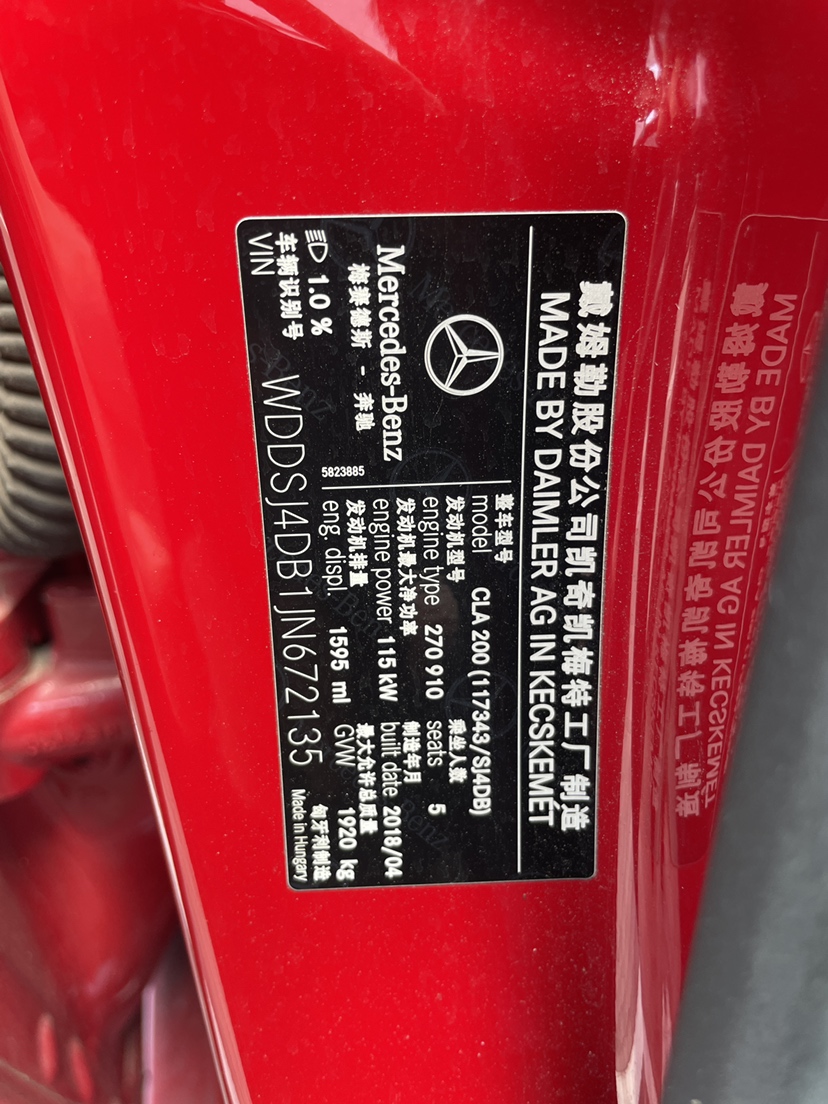 戴姆勒股份公司凯奇凯梅特工厂制造
MADE BY DAIMLER AG IN KECSKEMÉT
Mercedes-Benz
梅赛德斯 - 奔驰
5823885
整车型号
model CLA 200 (117343/SJ4DB)
发动机型号
engine type 270 910
乘坐人数
seats 5
发动机最大净功率
engine power 115 kW
制造年月
built date 2018/04
发动机排量
eng. displ. 1595 ml
最大允许总质量
GVW 1920 kg
1.0 %
车辆识别号
VIN WDDSJ4DB1JN672135
匈牙利制造
Made in Hungary